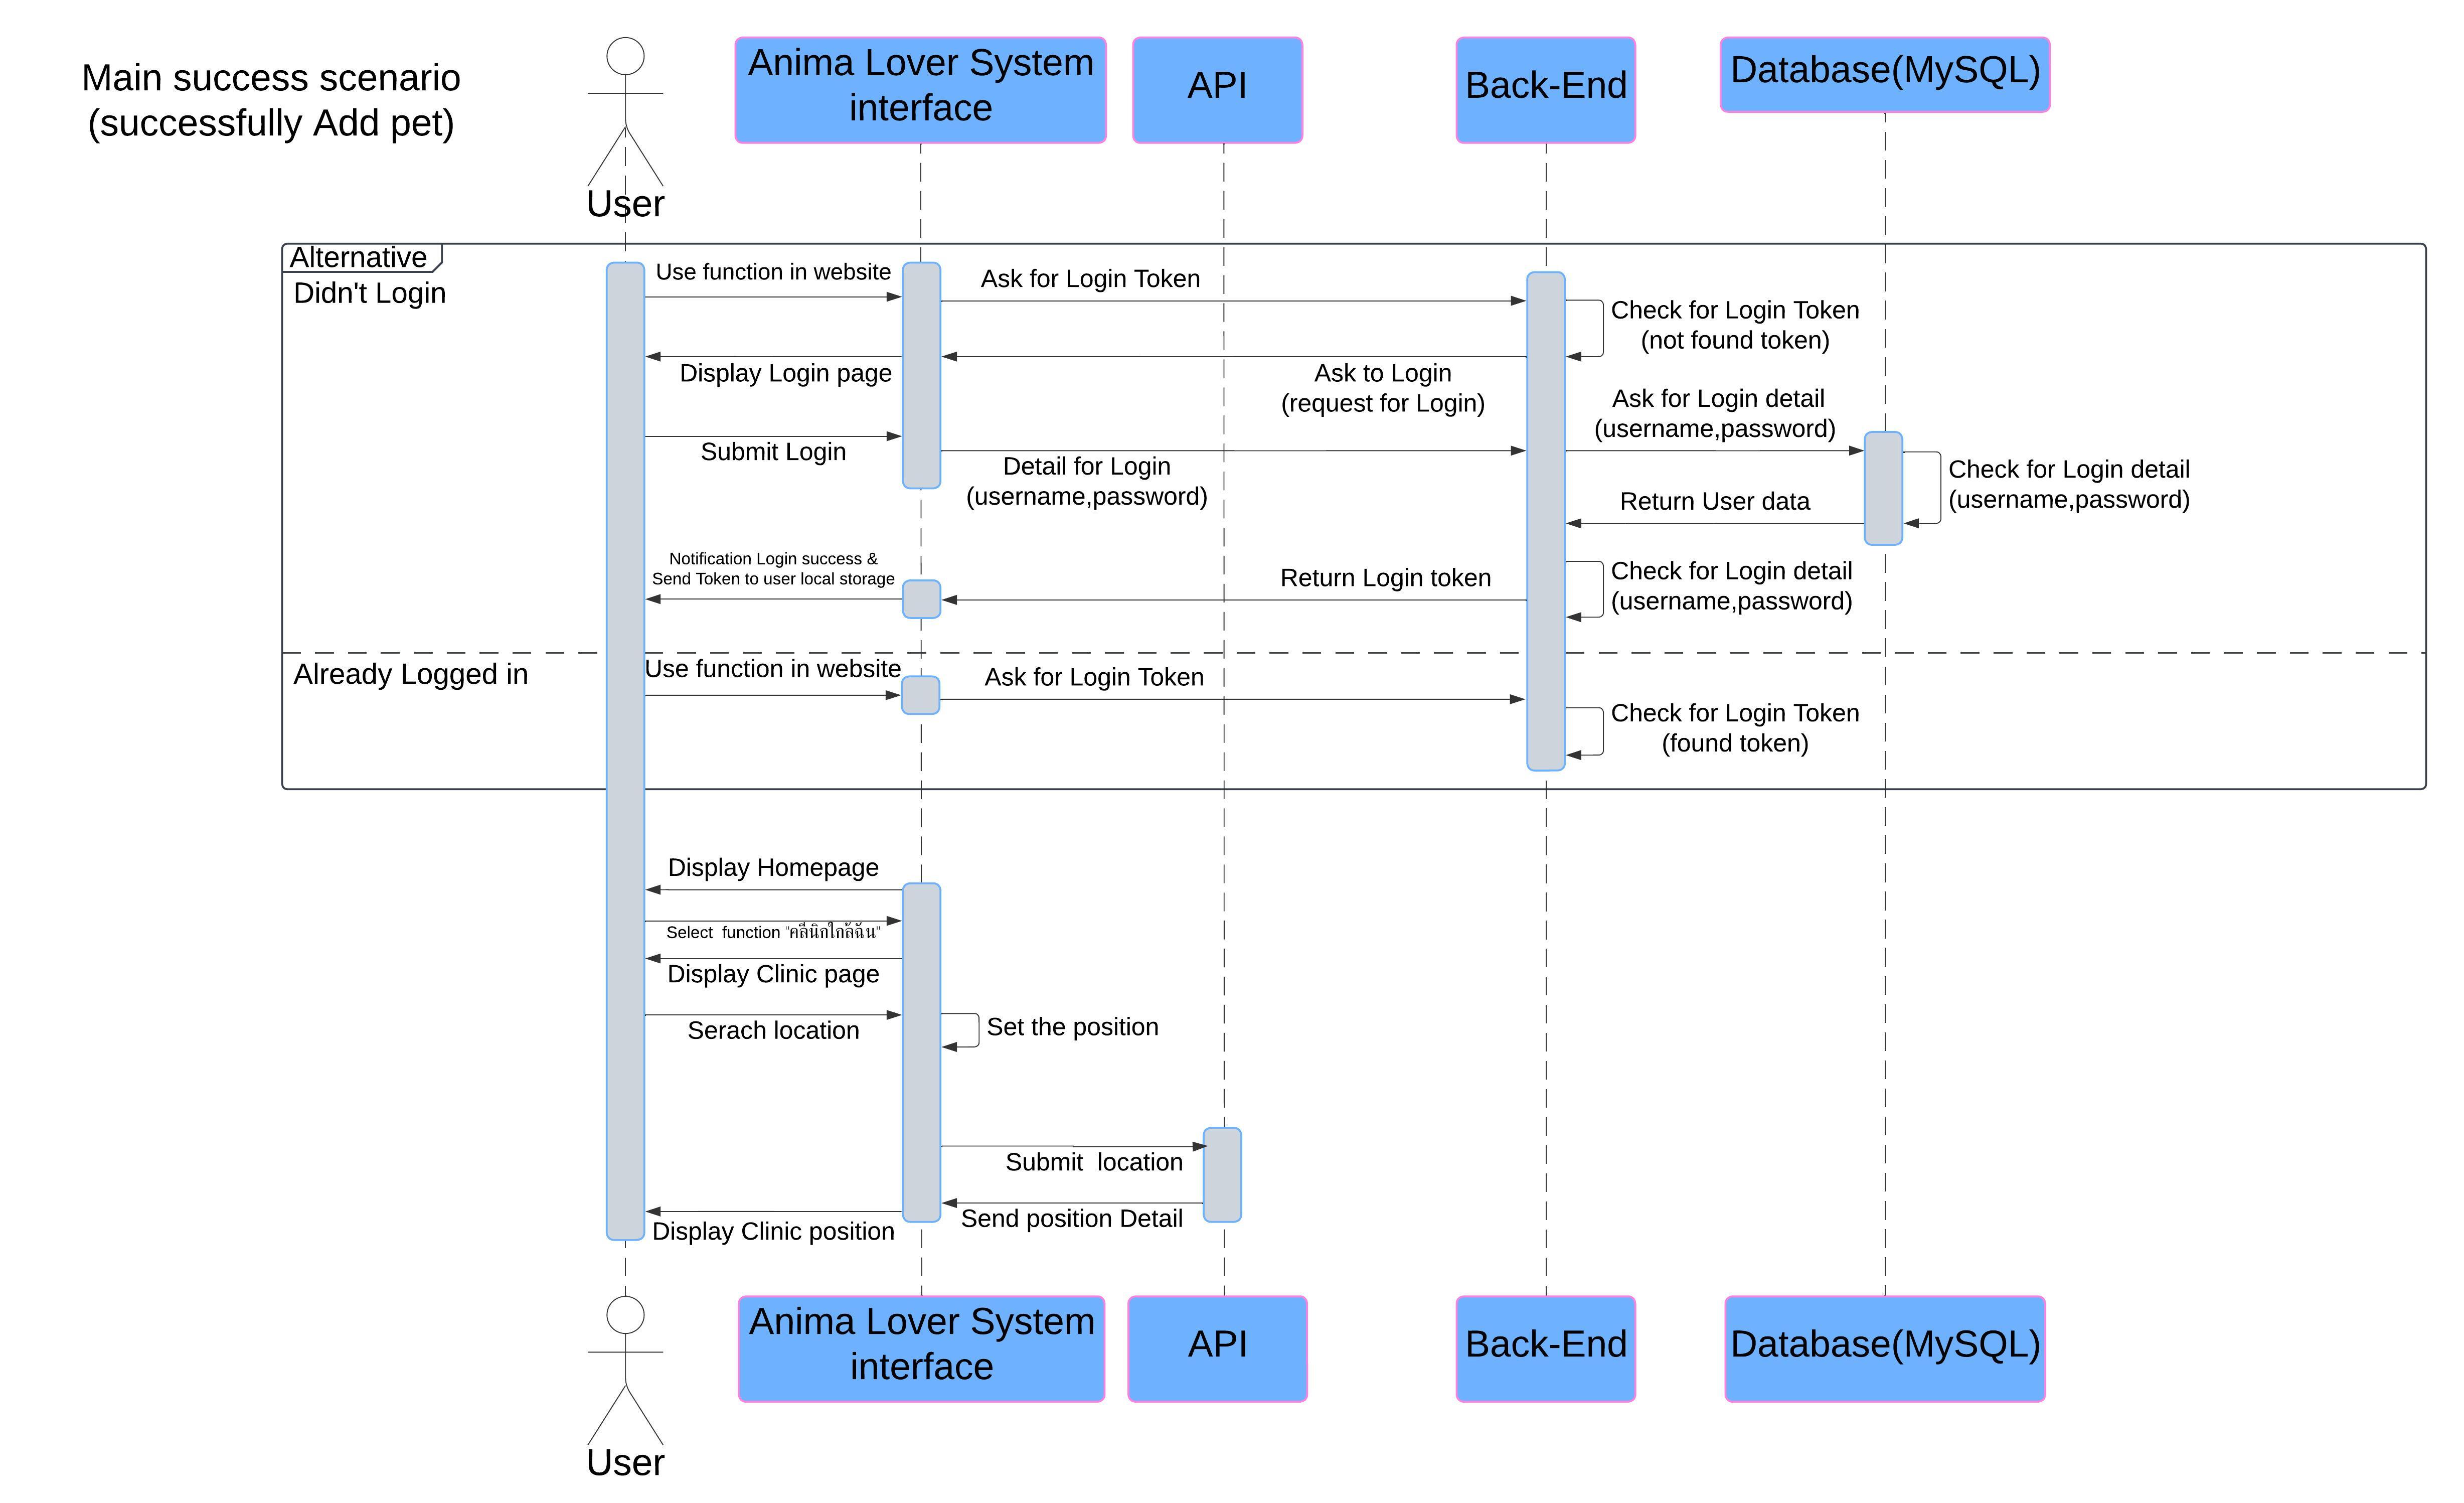 Main success scenario
(successfully Add pet)
User
Anima Lover System
interface
API
Back-End
Database(MySQL)
Alternative
Didn't Login
Use function in website
Ask for Login Token
Check for Login Token
(not found token)
Display Login page
Ask to Login
(request for Login)
Ask for Login detail
(username,password)
Submit Login
Detail for Login
(username,password)
Check for Login detail
(username,password)
Return User data
Notification Login success &
Send Token to user local storage
Return Login token
Check for Login detail
(username,password)
Already Logged in
Use function in website
Ask for Login Token
Check for Login Token
(found token)
Display Homepage
Select  function "คลีนิกใกล้ฉัน"
Display Clinic page
Serach location
Set the position
Submit  location
Send position Detail
Display Clinic position
User
Anima Lover System
interface
API
Back-End
Database(MySQL)